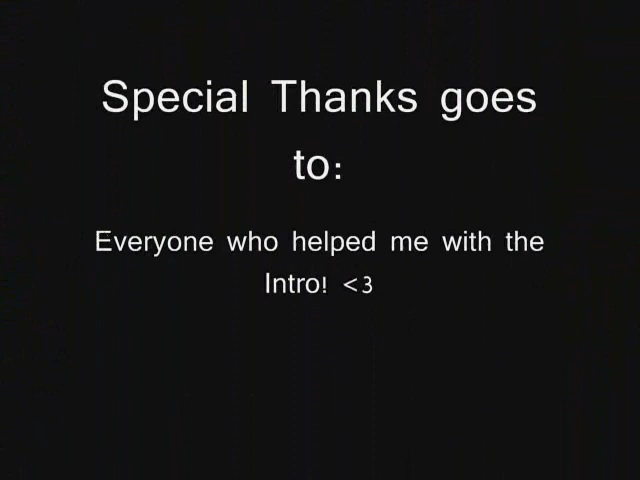 Special Thanks goes
to:
Everyone who helped me with the
Intro! <3